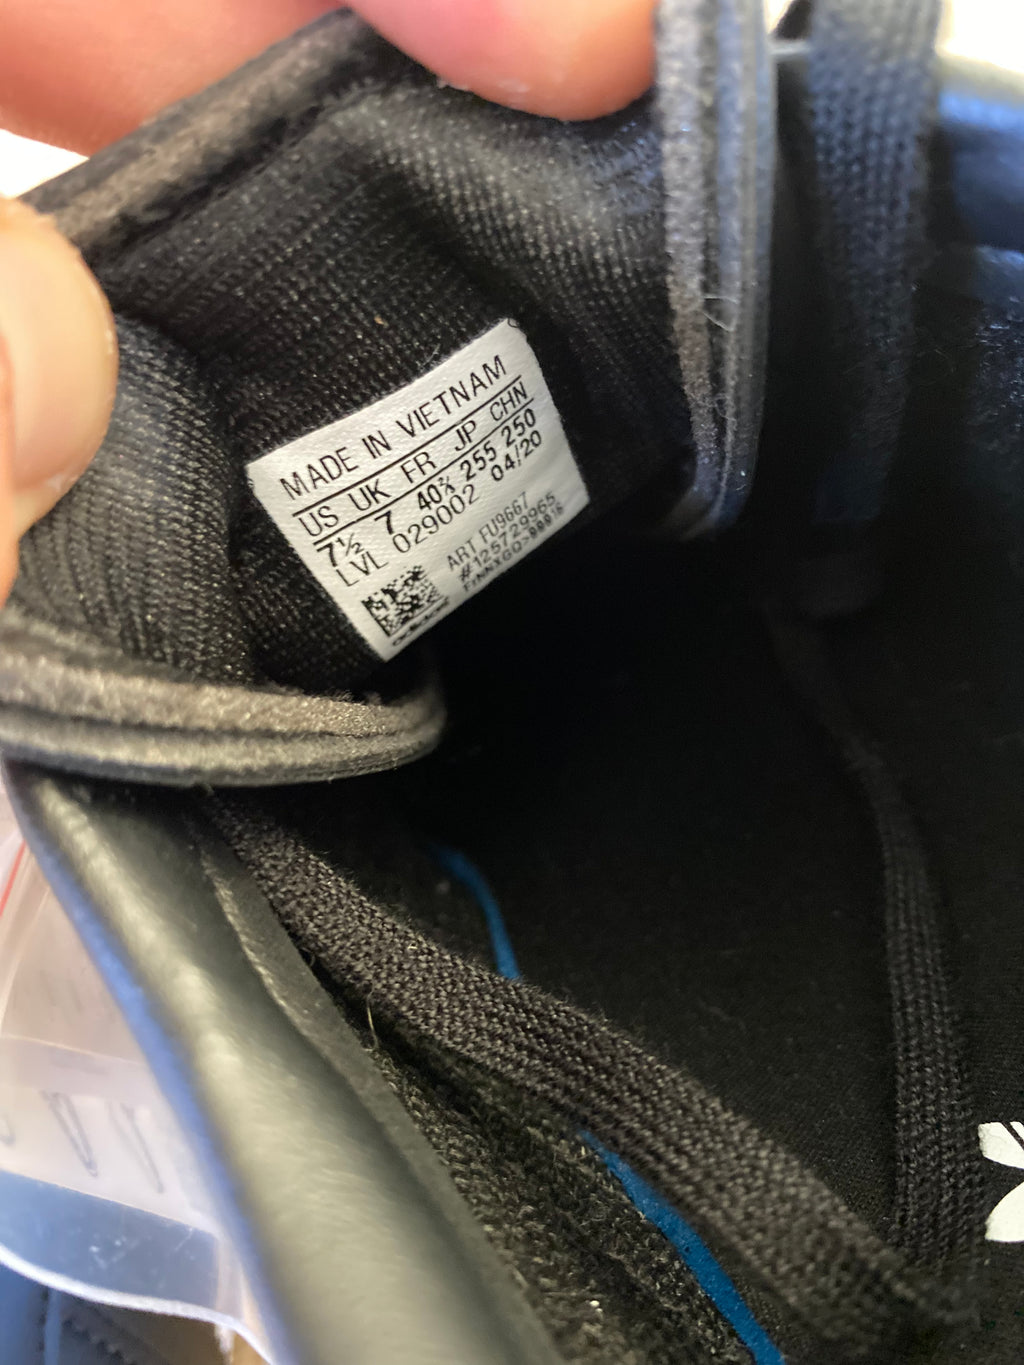 MADE IN VIETNAM
US UK FR JP CHN
7½ 7 40⅔ 255 250
LVL 029002 04/20
ART FU9667
#125729965